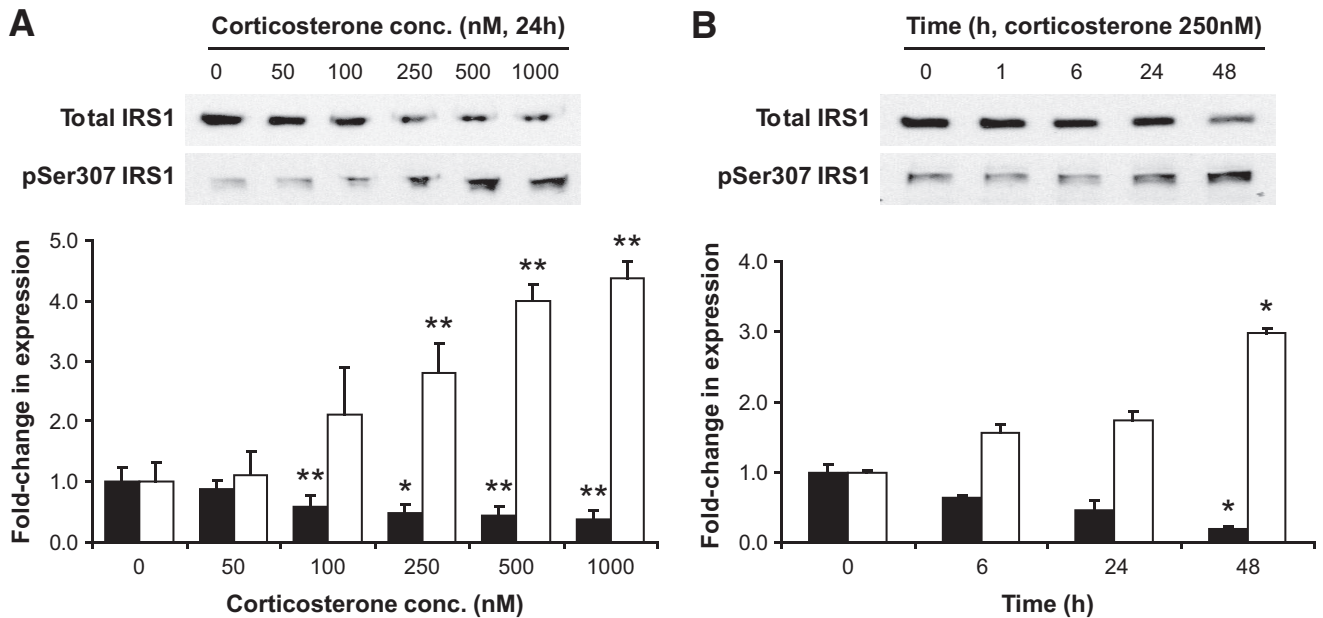 A
Corticosterone conc. (nM, 24h)
0 50 100 250 500 1000
Total IRS1
pSer307 IRS1
Fold-change in expression
5.0
4.0
3.0
2.0
1.0
0.0
** ** ** ** * ** **
0 50 100 250 500 1000
Corticosterone conc. (nM)
B
Time (h, corticosterone 250nM)
0 1 6 24 48
Total IRS1
pSer307 IRS1
Fold-change in expression
4.0
3.0
2.0
1.0
0.0
* *
0 6 24 48
Time (h)